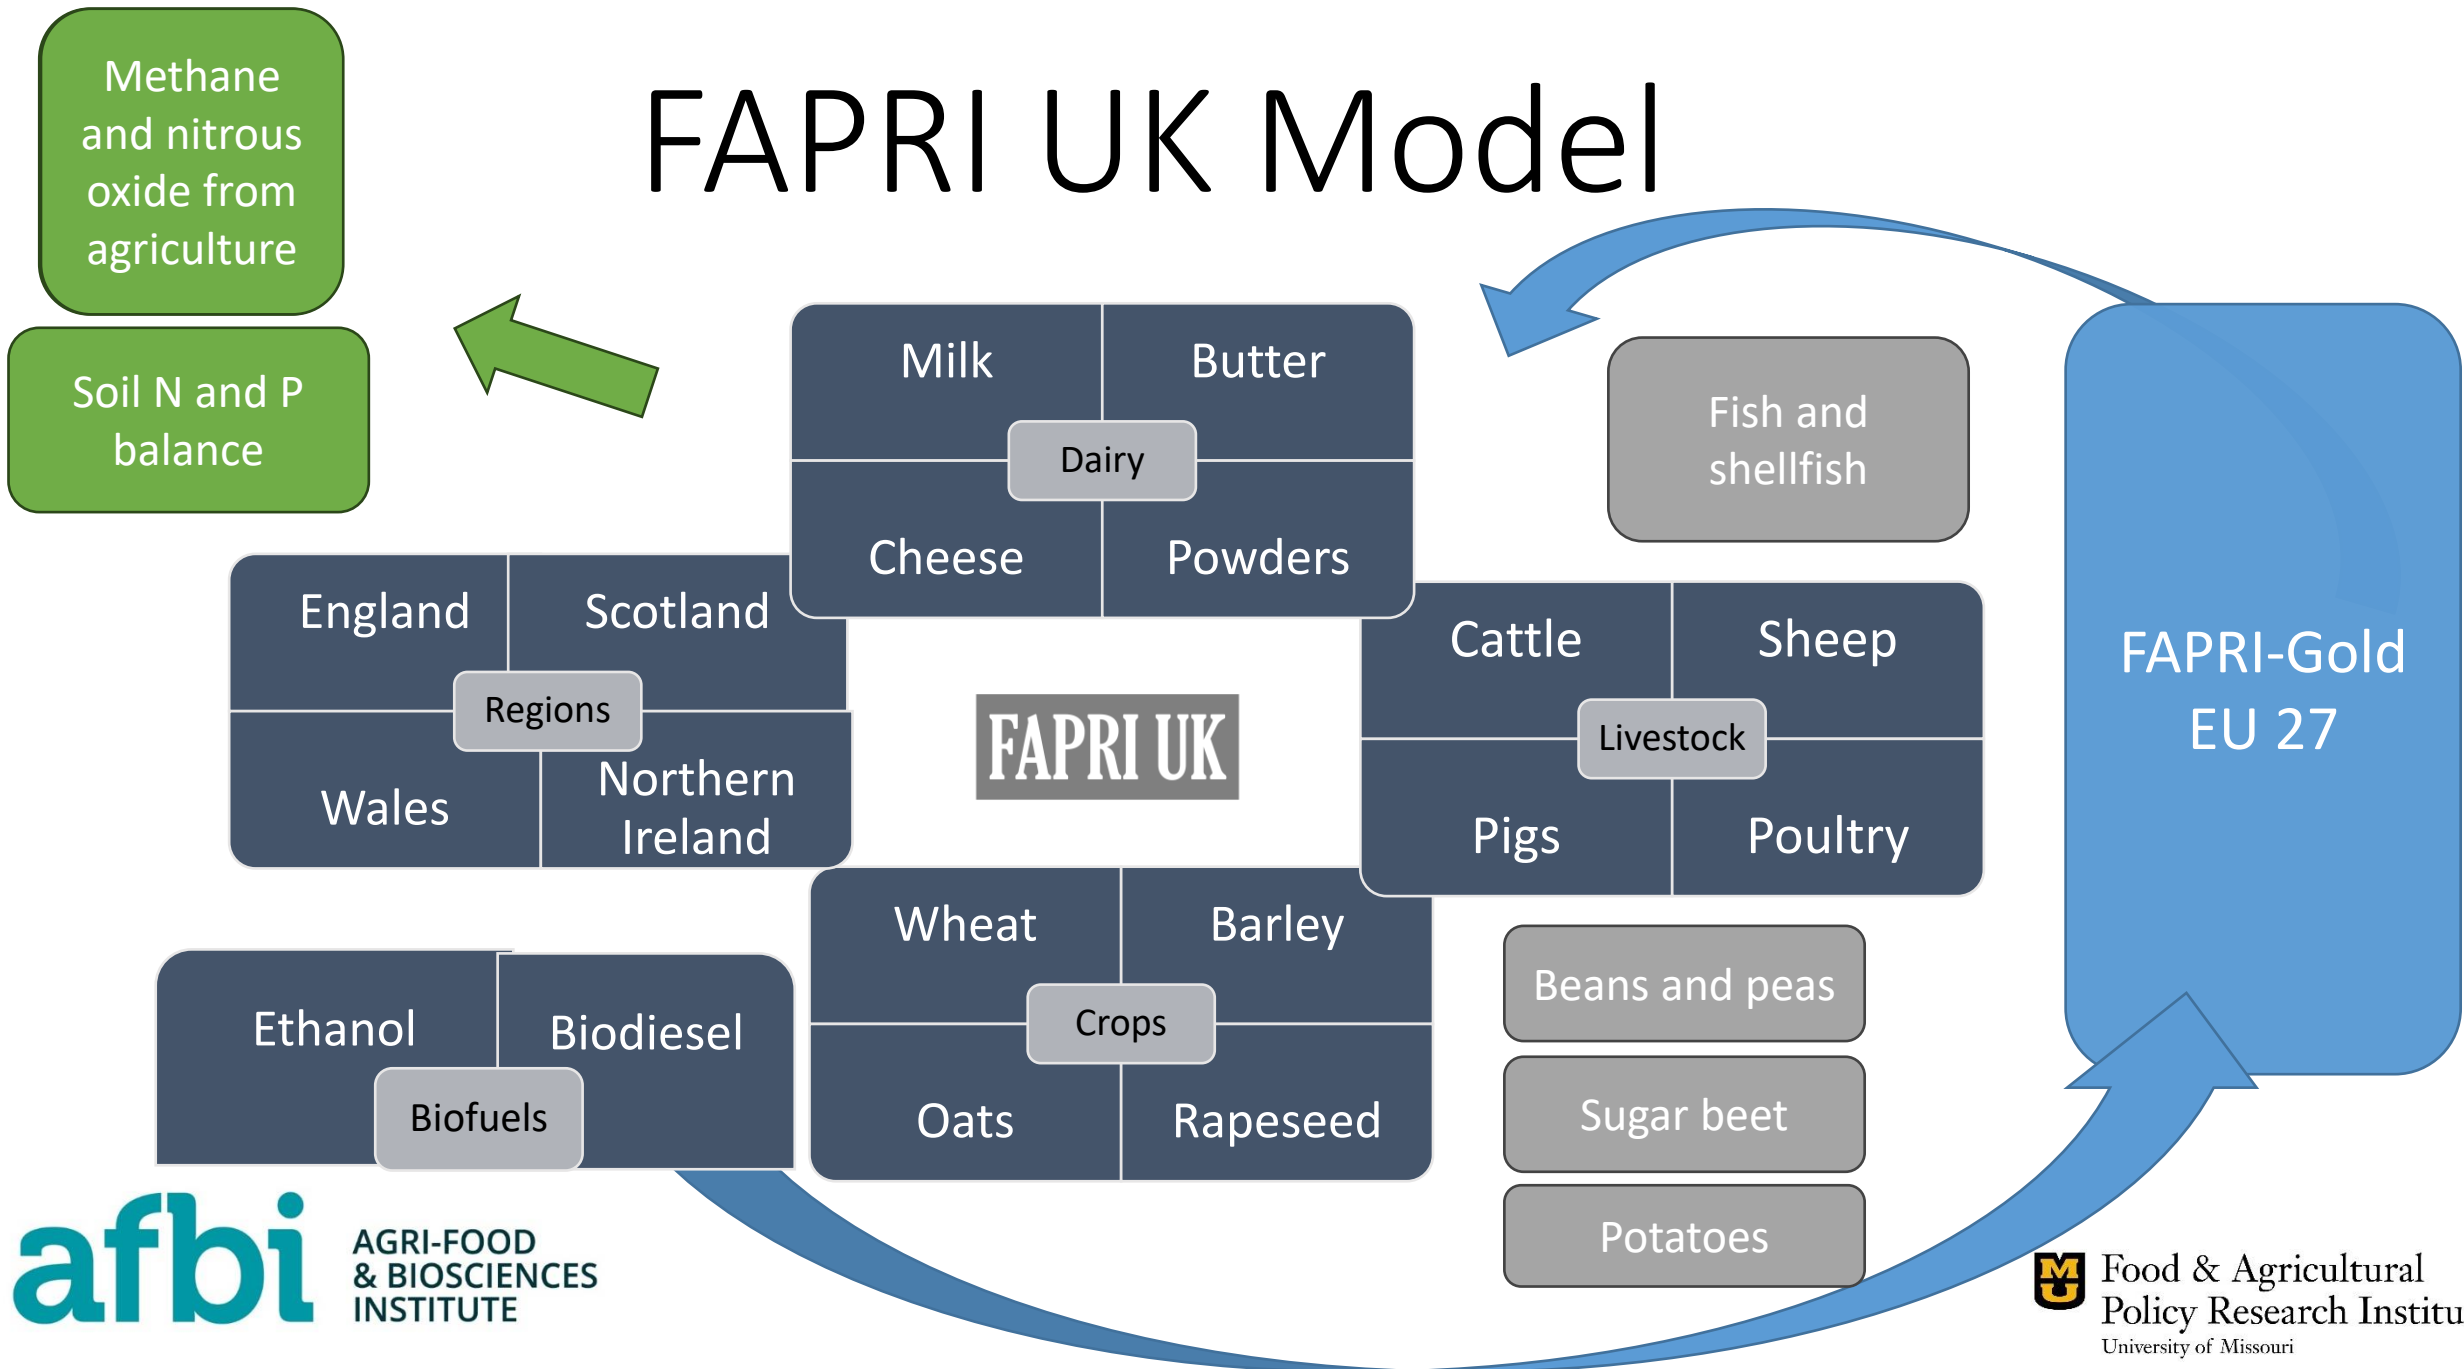 Methane
and nitrous
oxide from
agriculture
FAPRI UK Model
Soil N and P
balance
Milk
Butter
Dairy
Cheese
Powders
Fish and
shellfish
England
Scotland
Regions
Wales
Northern
Ireland
FAPRI UK
Cattle
Sheep
Livestock
Pigs
Poultry
FAPRI-Gold
EU 27
Wheat
Barley
Crops
Oats
Rapeseed
Ethanol
Biodiesel
Biofuels
Beans and peas
Sugar beet
Potatoes
afbi
AGRI-FOOD
& BIOSCIENCES
INSTITUTE
MU
Food & Agricultural
Policy Research Institu
University of Missouri